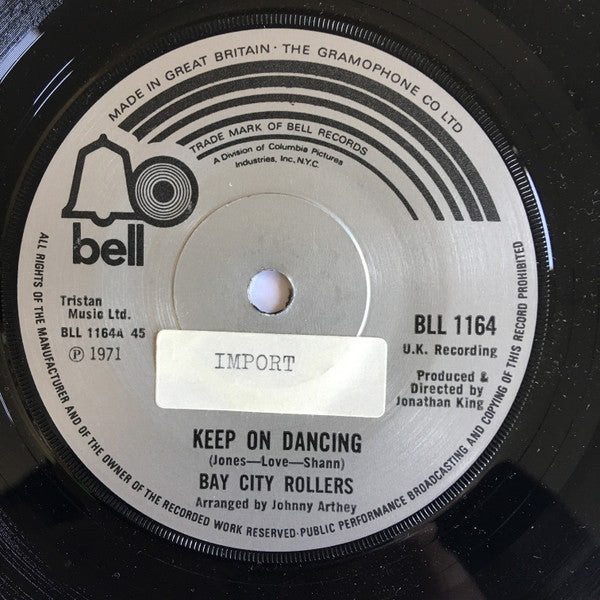 MADE IN GREAT BRITAIN · THE GRAMOPHONE CO LTD
TRADE MARK OF BELL RECORDS
A Division of Columbia Pictures
Industries, Inc, N.Y.C.
bell
Tristan
Music Ltd.
BLL 1164A 45
℗ 1971
BLL 1164
U.K. Recording
Produced &
Directed by
Jonathan King
IMPORT
KEEP ON DANCING
(Jones—Love—Shann)
BAY CITY ROLLERS
Arranged by Johnny Arthey
ALL RIGHTS OF THE MANUFACTURER AND OF THE OWNER OF THE RECORDED WORK RESERVED·PUBLIC PERFORMANCE BROADCASTING AND COPYING OF THIS RECORD PROHIBITED